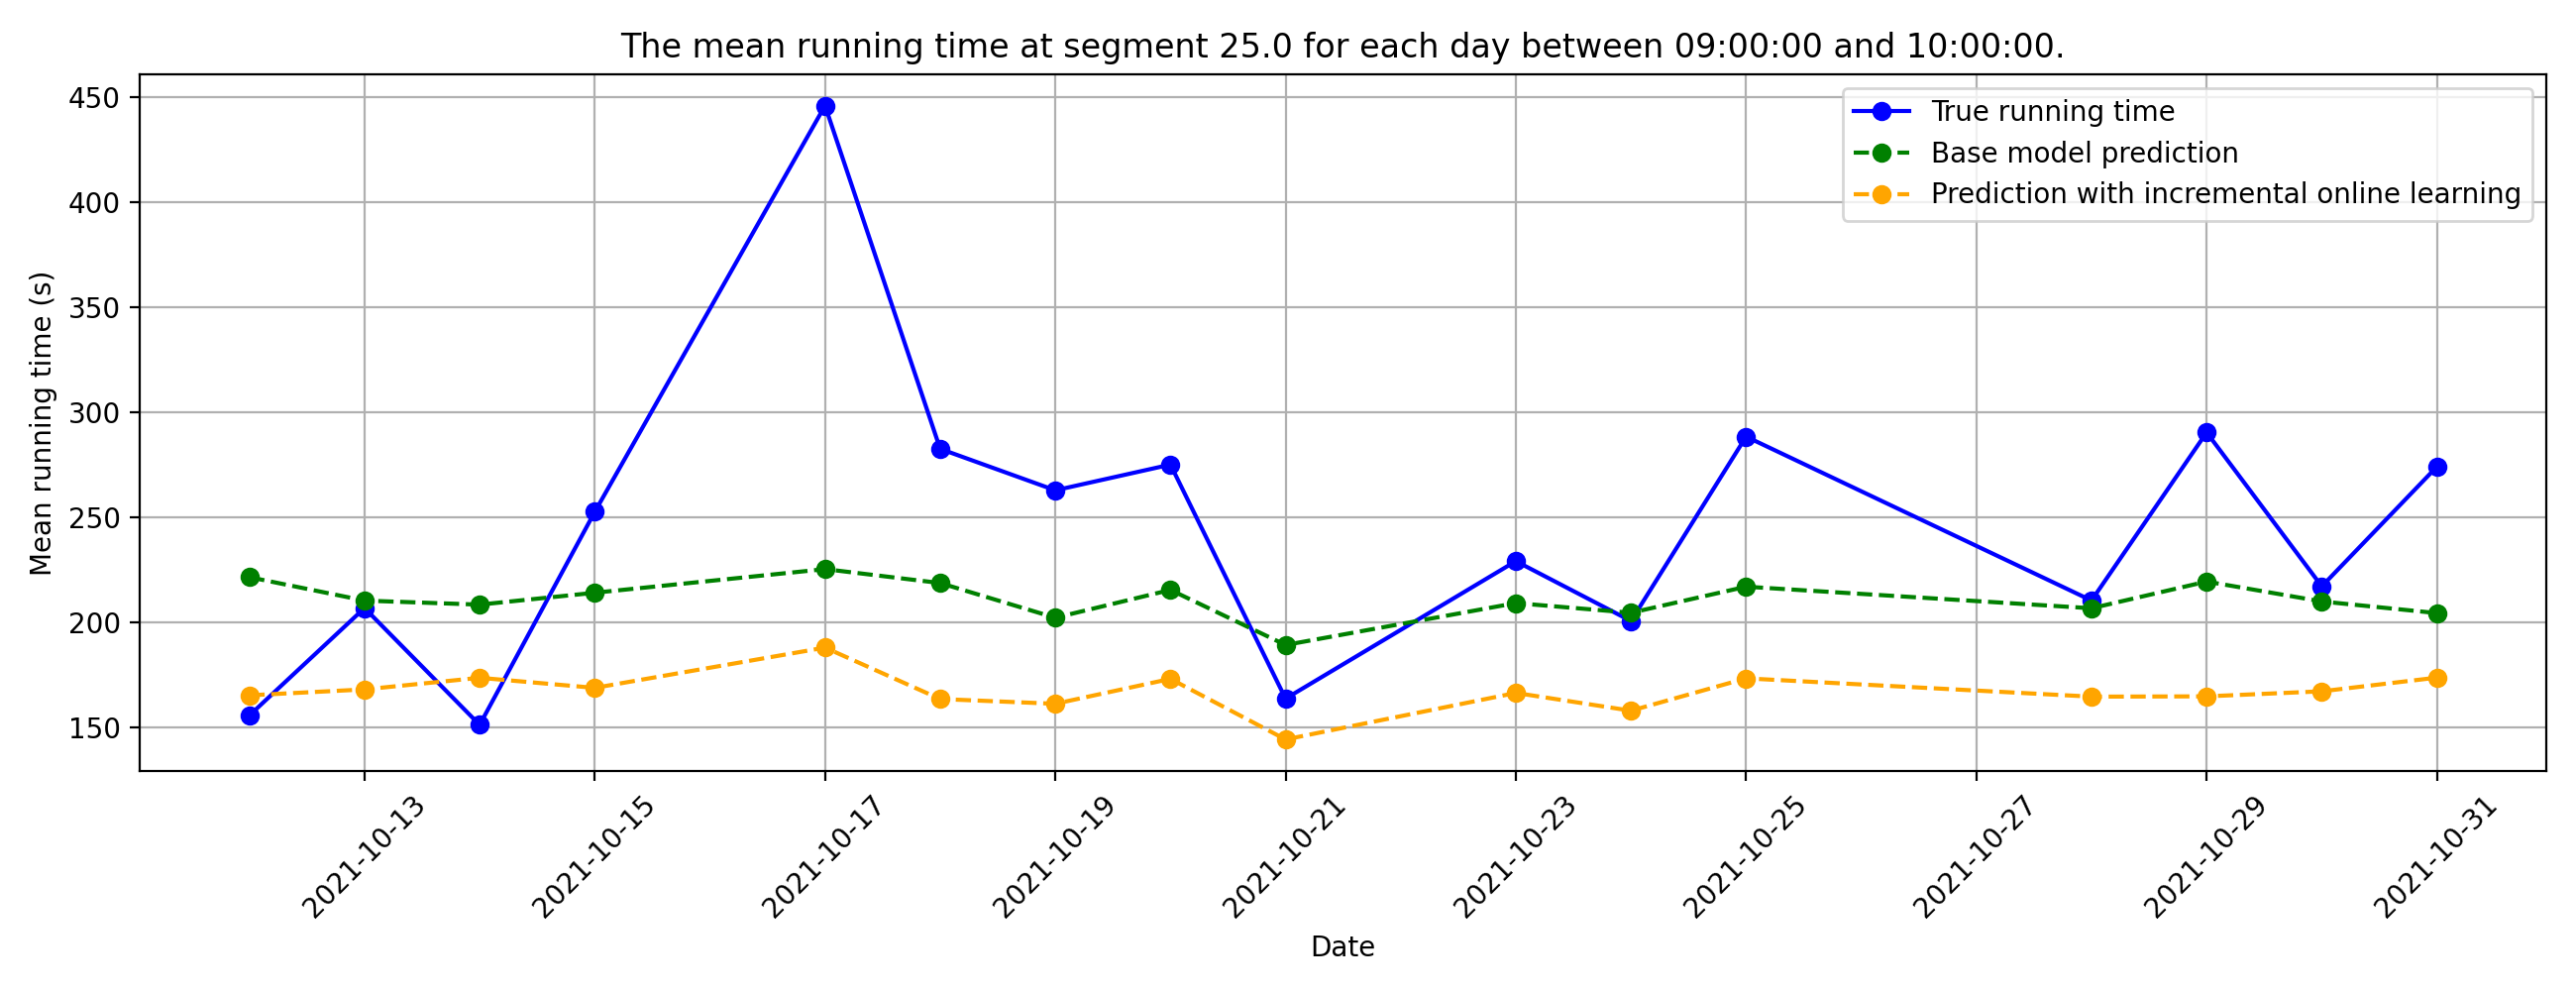 The mean running time at segment 25.0 for each day between 09:00:00 and 10:00:00.
True running time
Base model prediction
Prediction with incremental online learning
Mean running time (s)
450
400
350
300
250
200
150
2021-10-13
2021-10-15
2021-10-17
2021-10-19
2021-10-21
2021-10-23
2021-10-25
2021-10-27
2021-10-29
2021-10-31
Date